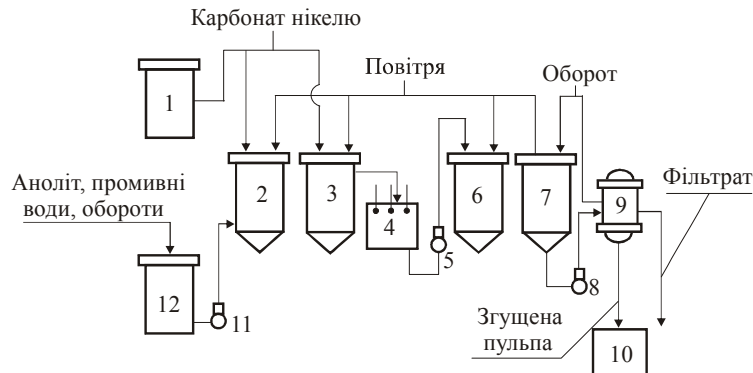 Карбонат нікелю
Повітря
Оборот
1
Аноліт, промивні
води, обороти
2
3
4
5
6
7
8
9
Фільтрат
12
11
Згущена
пульпа
10